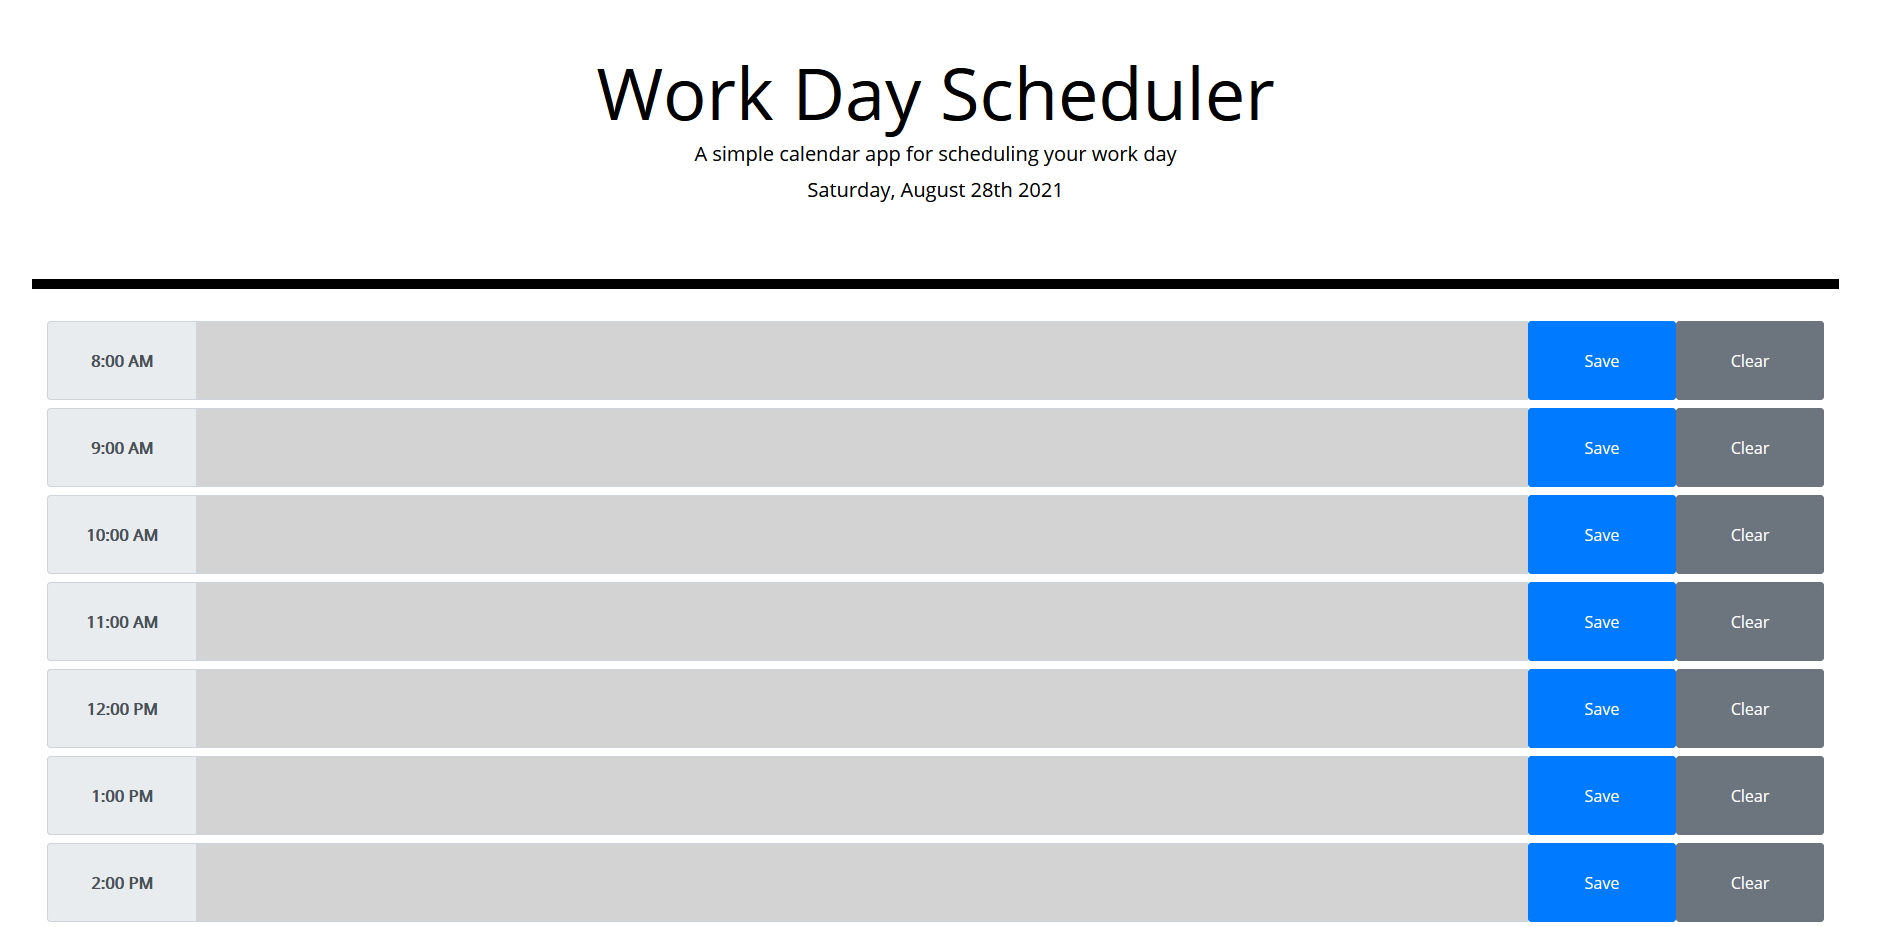 Work Day Scheduler
A simple calendar app for scheduling your work day
Saturday, August 28th 2021
8:00 AM Save Clear
9:00 AM Save Clear
10:00 AM Save Clear
11:00 AM Save Clear
12:00 PM Save Clear
1:00 PM Save Clear
2:00 PM Save Clear